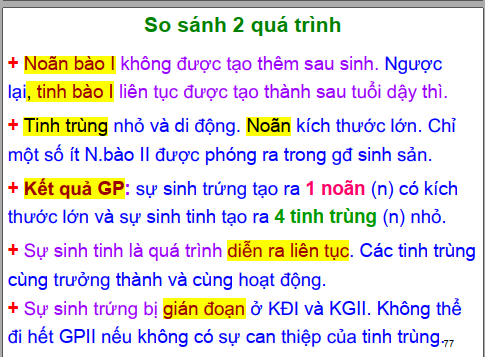 So sánh 2 quá trình
+ Noãn bào I không được tạo thêm sau sinh. Ngược
lại, tinh bào I liên tục được tạo thành sau tuổi dậy thì.
+ Tinh trùng nhỏ và di động. Noãn kích thước lớn. Chỉ
một số ít N.bào II được phóng ra trong gđ sinh sản.
+ Kết quả GP: sự sinh trứng tạo ra 1 noãn (n) có kích
thước lớn và sự sinh tinh tạo ra 4 tinh trùng (n) nhỏ.
+ Sự sinh tinh là quá trình diễn ra liên tục. Các tinh trùng
cùng trưởng thành và cùng hoạt động.
+ Sự sinh trứng bị gián đoạn ở KĐI và KGII. Không thể
đi hết GPII nếu không có sự can thiệp của tinh trùng.
77